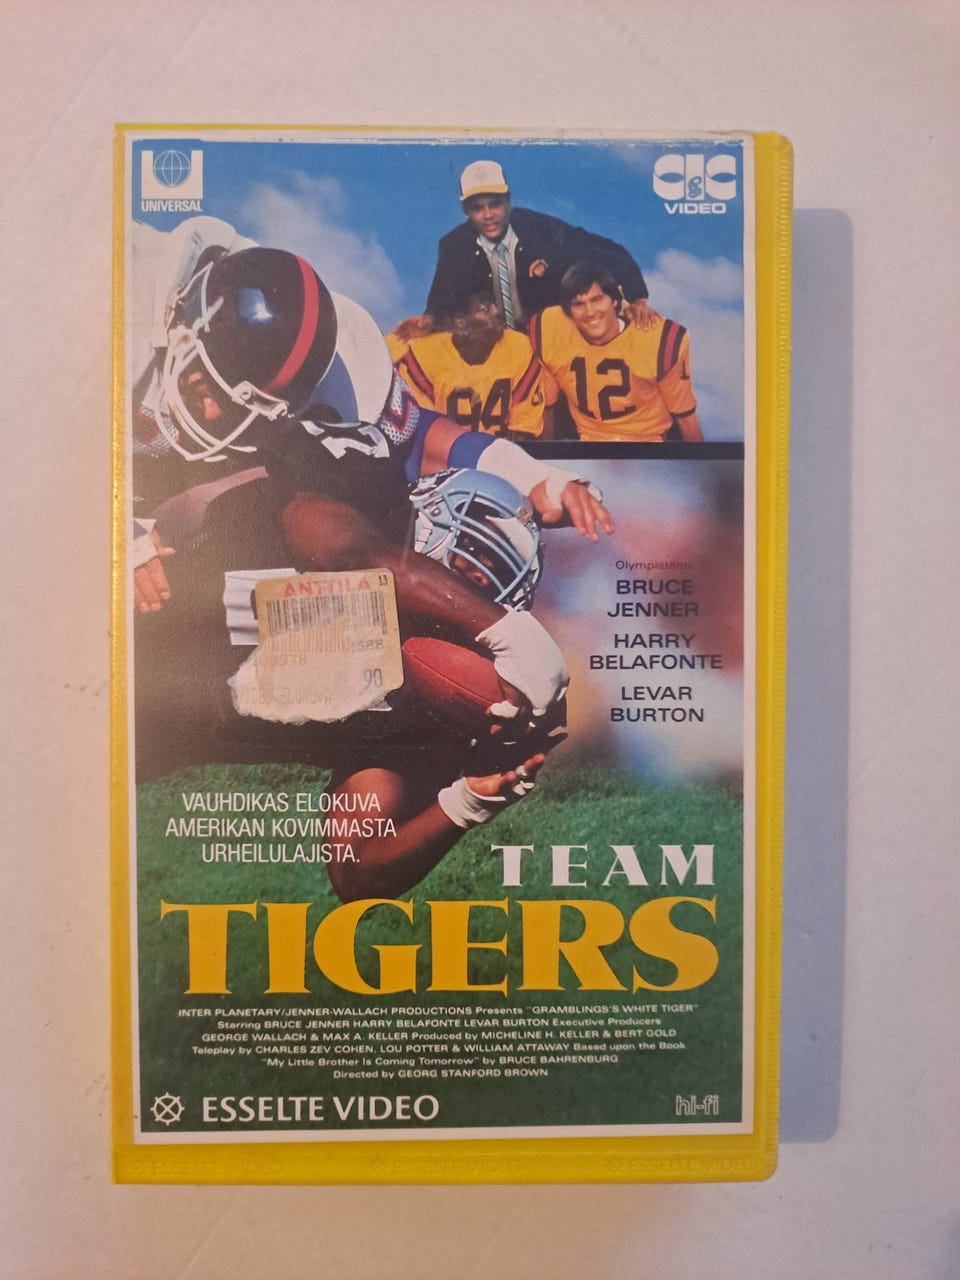 UNIVERSAL
CIC
VIDEO
94
12
Olympiatähti
BRUCE
JENNER
HARRY
BELAFONTE
LEVAR
BURTON
ANTTILA 13
90
VAUHDIKAS ELOKUVA
AMERIKAN KOVIMMASTA
URHEILULAJISTA.
TEAM
TIGERS
INTER PLANETARY/JENNER-WALLACH PRODUCTIONS Presents "GRAMBLINGS'S WHITE TIGER"
Starring BRUCE JENNER HARRY BELAFONTE LEVAR BURTON Executive Producers
GEORGE WALLACH & MAX A. KELLER Produced by MICHELINE H. KELLER & BERT GOLD
Teleplay by CHARLES ZEV COHEN, LOU POTTER & WILLIAM ATTAWAY Based upon the Book
"My Little Brother Is Coming Tomorrow" by BRUCE BAHRENBURG
Directed by GEORG STANFORD BROWN
ESSELTE VIDEO hi-fi
ESSELTE VIDEO ESSELTE VIDEO ESSELTE VIDEO